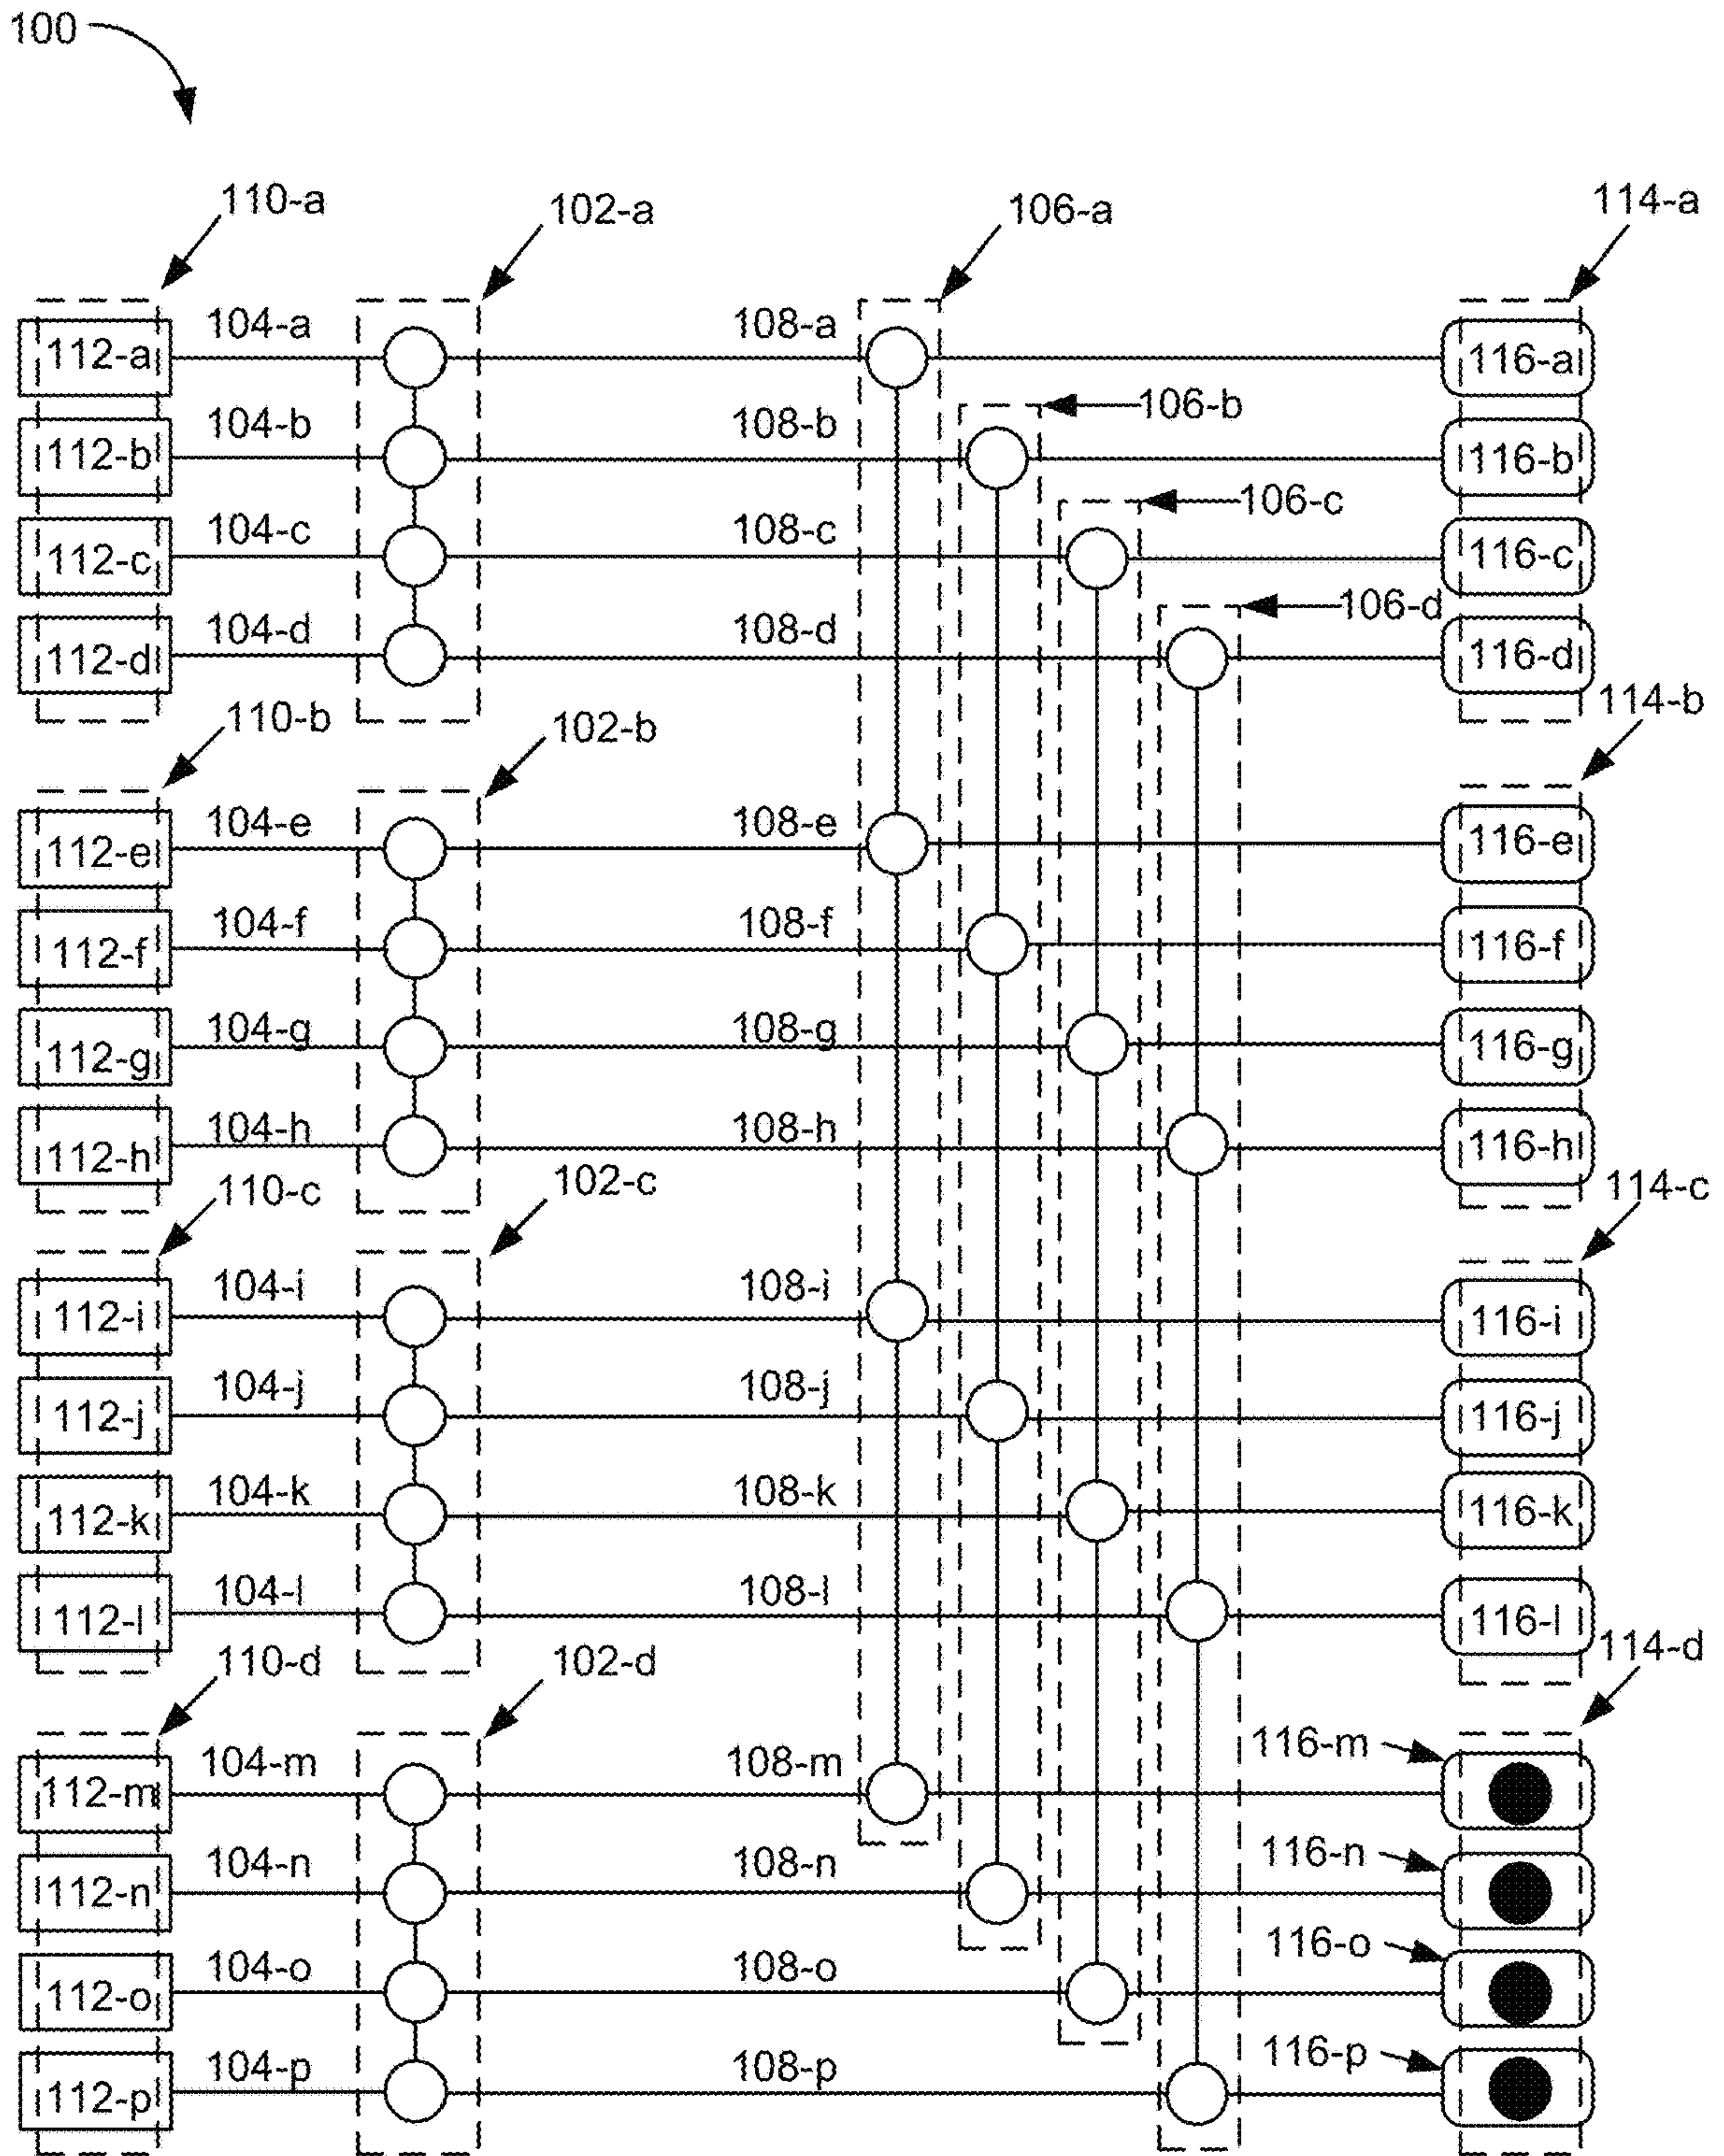 100
110-a 102-a 106-a 114-a
112-a 104-a 108-a 116-a
106-b
112-b 104-b 108-b 116-b
106-c
112-c 104-c 108-c 116-c
106-d
112-d 104-d 108-d 116-d
110-b 102-b 114-b
112-e 104-e 108-e 116-e
112-f 104-f 108-f 116-f
112-g 104-g 108-g 116-g
112-h 104-h 108-h 116-h
110-c 102-c 114-c
112-i 104-i 108-i 116-i
112-j 104-j 108-j 116-j
112-k 104-k 108-k 116-k
112-l 104-l 108-l 116-l
110-d 102-d 114-d
112-m 104-m 108-m 116-m
112-n 104-n 108-n 116-n
112-o 104-o 108-o 116-o
112-p 104-p 108-p 116-p